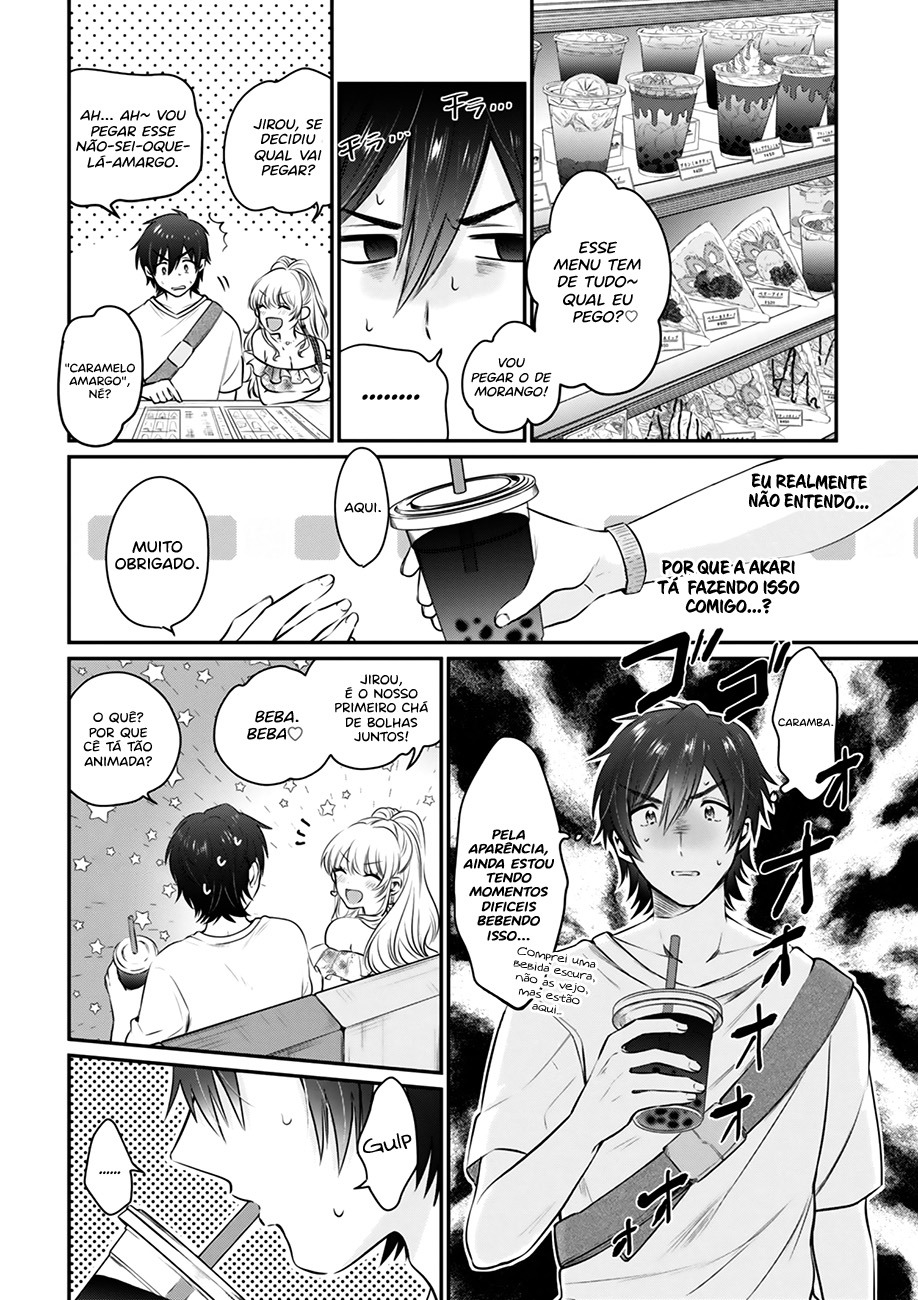 ESSE
MENU TEM
DE TUDO~
QUAL EU
PEGO?♡
VOU
PEGAR O DE
MORANGO!
チラ…
チラ…
.........
JIROU, SE
DECIDIU
QUAL VAI
PEGAR?
AH... AH~ VOU
PEGAR ESSE
NÃO-SEI-OQUE-
LÁ-AMARGO.
"CARAMELO
AMARGO",
NÉ?
EU REALMENTE
NÃO ENTENDO...
POR QUE A AKARI
TÁ FAZENDO ISSO
COMIGO...?
AQUI.
MUITO
OBRIGADO.
ゴゴ
オオオオオオ
CARAMBA.
PELA
APARÊNCIA,
AINDA ESTOU
TENDO
MOMENTOS
DIFICEIS
BEBENDO
ISSO...
Comprei uma
bebida escura,
não às vejo,
mas estão
aqui...
JIROU,
É O NOSSO
PRIMEIRO CHÁ
DE BOLHAS
JUNTOS!
BEBA.
BEBA♡
O QUÊ?
POR QUE
CÊ TÁ TÃO
ANIMADA?
Gulp
......